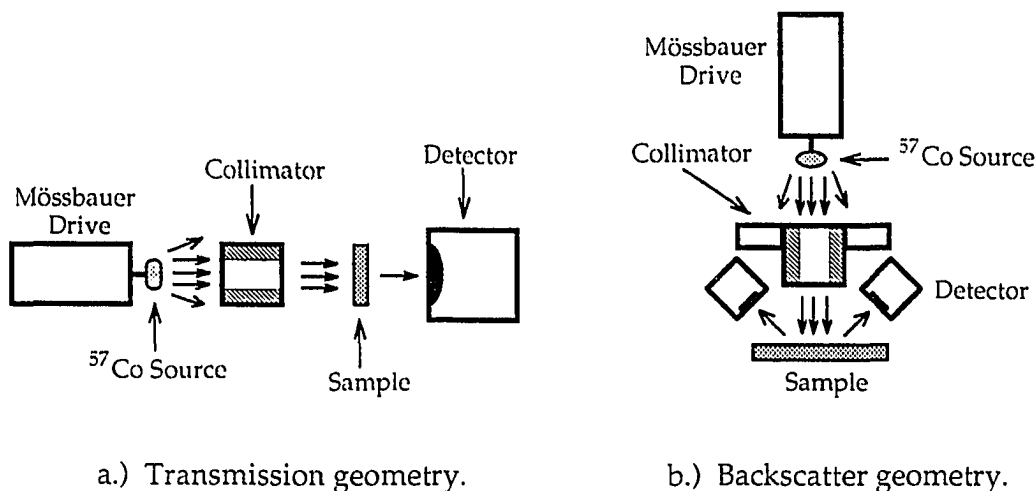 Mössbauer
Drive
Collimator
Detector
⁵⁷Co Source
Sample
a.) Transmission geometry.
Mössbauer
Drive
Collimator
⁵⁷Co Source
Detector
Sample
b.) Backscatter geometry.